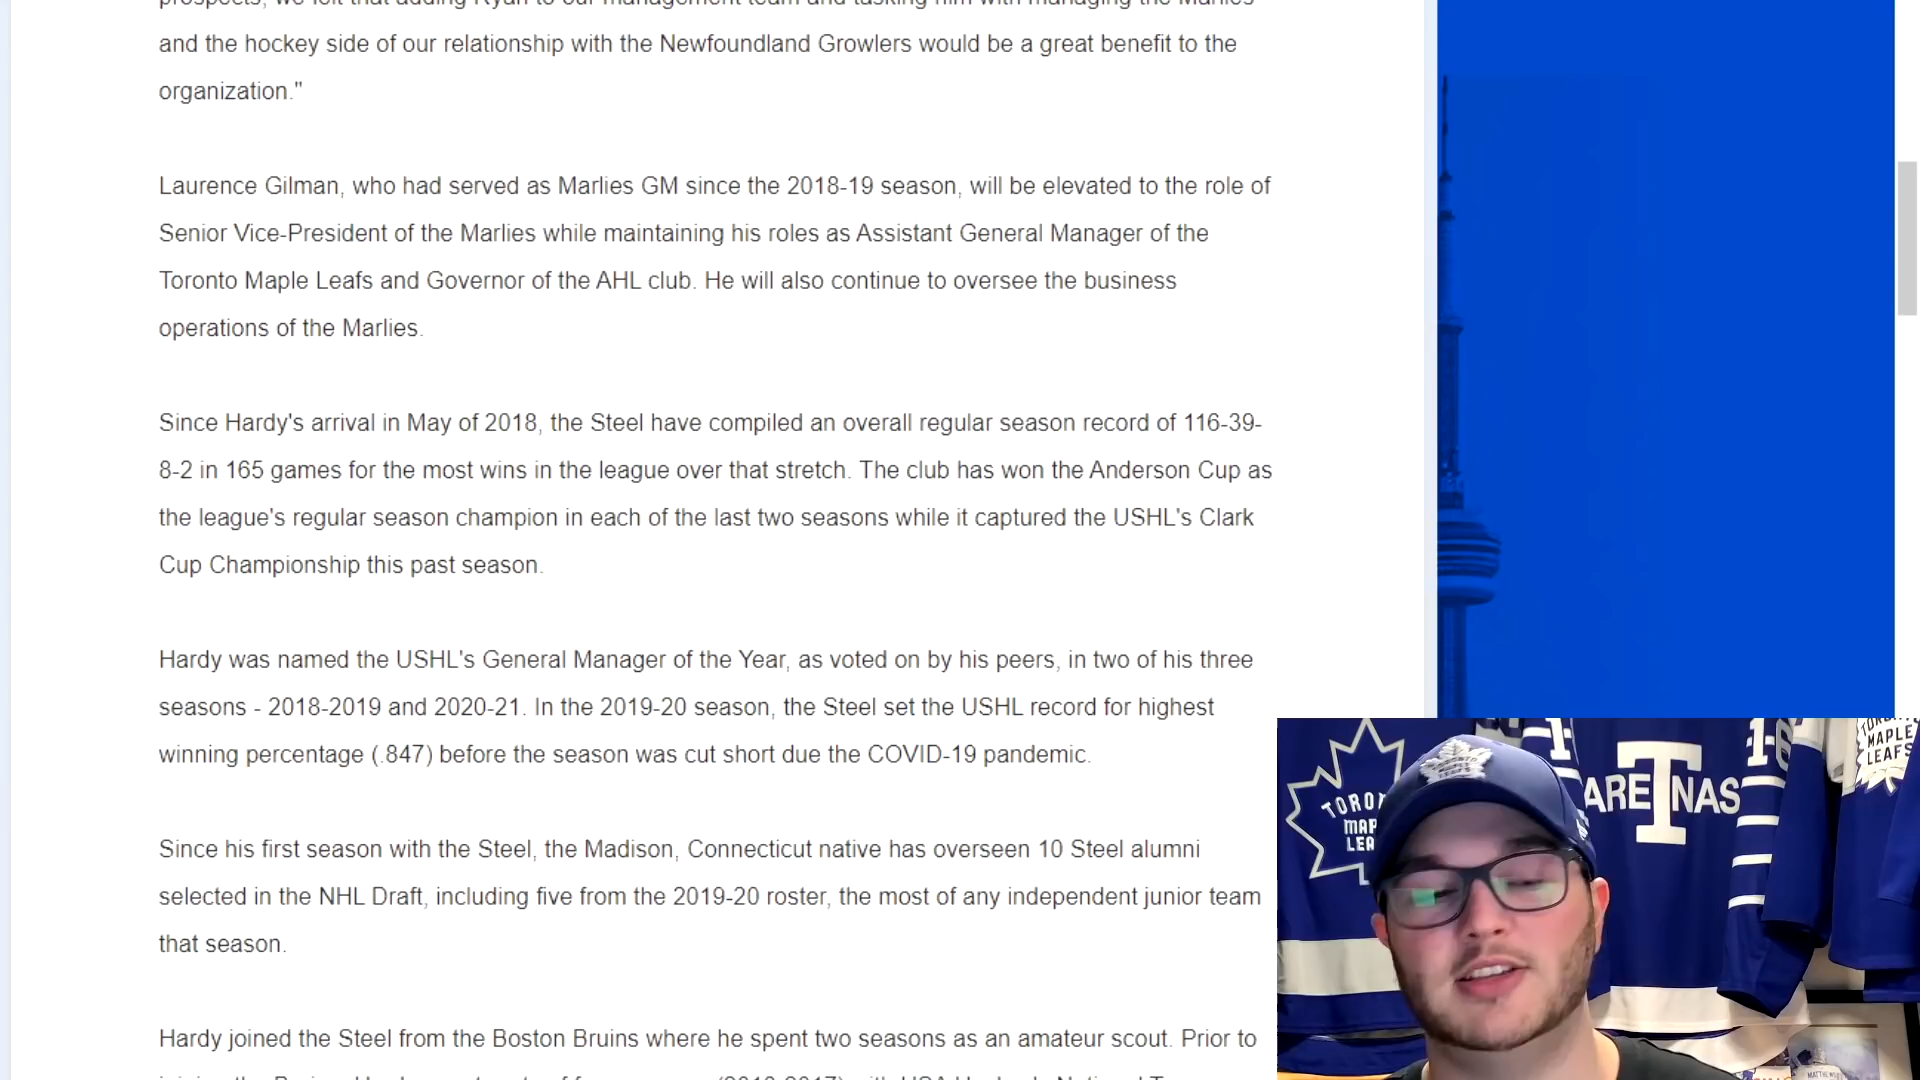 and the hockey side of our relationship with the Newfoundland Growlers would be a great benefit to the
organization."
Laurence Gilman, who had served as Marlies GM since the 2018-19 season, will be elevated to the role of
Senior Vice-President of the Marlies while maintaining his roles as Assistant General Manager of the
Toronto Maple Leafs and Governor of the AHL club. He will also continue to oversee the business
operations of the Marlies.
Since Hardy's arrival in May of 2018, the Steel have compiled an overall regular season record of 116-39-
8-2 in 165 games for the most wins in the league over that stretch. The club has won the Anderson Cup as
the league's regular season champion in each of the last two seasons while it captured the USHL's Clark
Cup Championship this past season.
Hardy was named the USHL's General Manager of the Year, as voted on by his peers, in two of his three
seasons - 2018-2019 and 2020-21. In the 2019-20 season, the Steel set the USHL record for highest
winning percentage (.847) before the season was cut short due the COVID-19 pandemic.
Since his first season with the Steel, the Madison, Connecticut native has overseen 10 Steel alumni
selected in the NHL Draft, including five from the 2019-20 roster, the most of any independent junior team
that season.
Hardy joined the Steel from the Boston Bruins where he spent two seasons as an amateur scout. Prior to
ARENAS
T
MAPLE
LEAFS